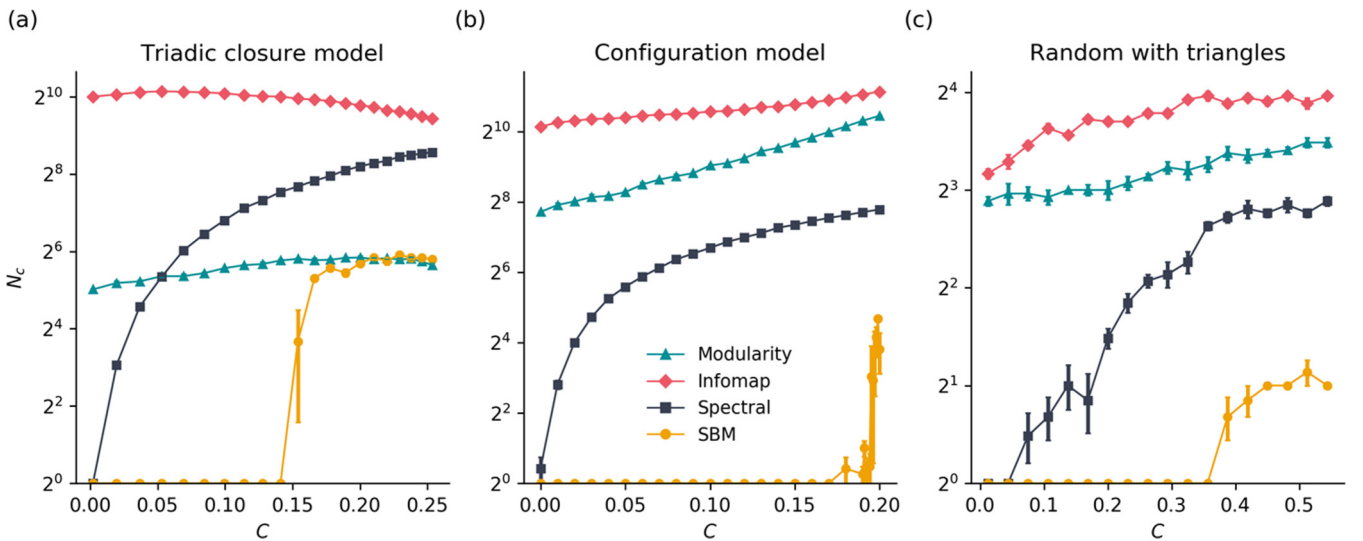 (a)
Triadic closure model
N_c
2^10
2^8
2^6
2^4
2^2
2^0
0.00 0.05 0.10 0.15 0.20 0.25
C
(b)
Configuration model
2^10
2^8
2^6
2^4
2^2
2^0
Modularity
Infomap
Spectral
SBM
0.00 0.05 0.10 0.15 0.20
C
(c)
Random with triangles
2^4
2^3
2^2
2^1
2^0
0.0 0.1 0.2 0.3 0.4 0.5
C